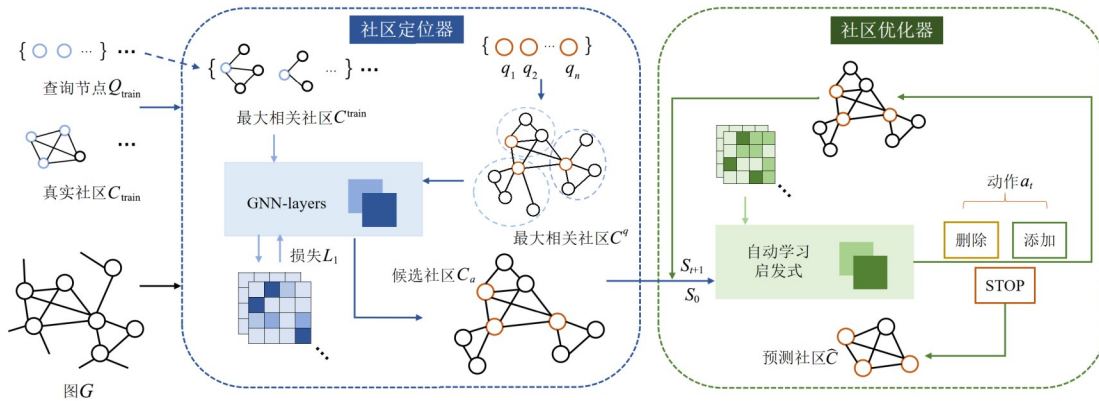 社区定位器
社区优化器
{ ... } ...
查询节点Q_train
真实社区C_train
图G
{ ... } ...
最大相关社区C^train
{ ... }
q_1 q_2 q_n
GNN-layers
损失L_1
最大相关社区C^q
候选社区C_a
S_{t+1}
S_0
自动学习
启发式
动作a_t
删除
添加
STOP
预测社区Ĉ